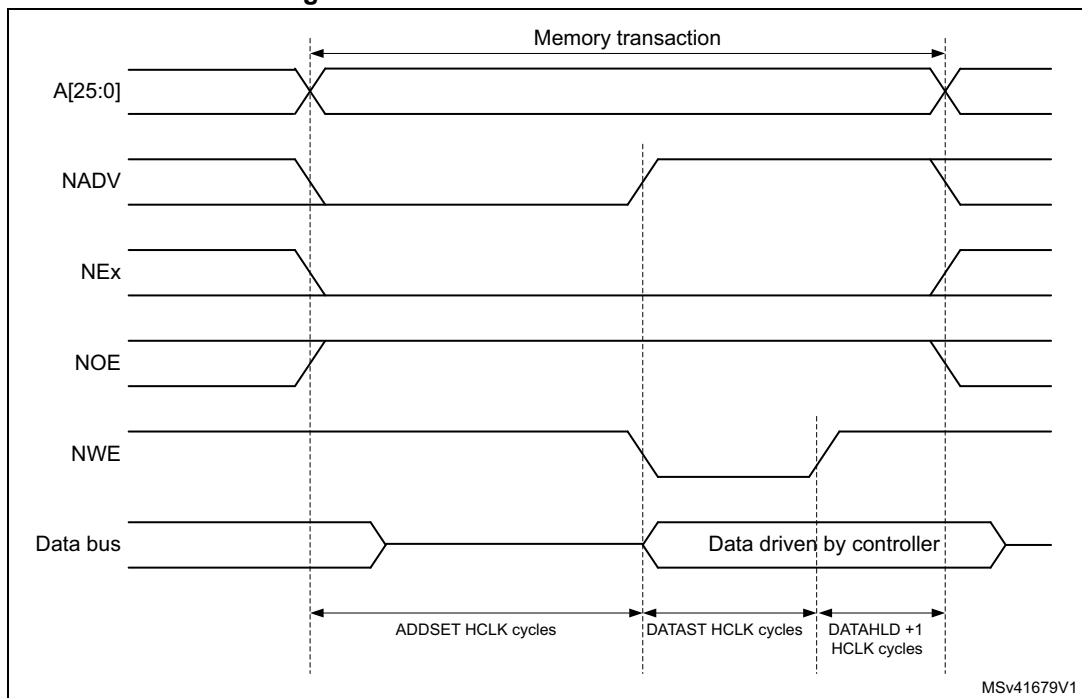 Memory transaction
A[25:0]
NADV
NEx
NOE
NWE
Data bus
Data driven by controller
ADDSET HCLK cycles
DATAST HCLK cycles
DATAHLD +1
HCLK cycles
MSv41679V1